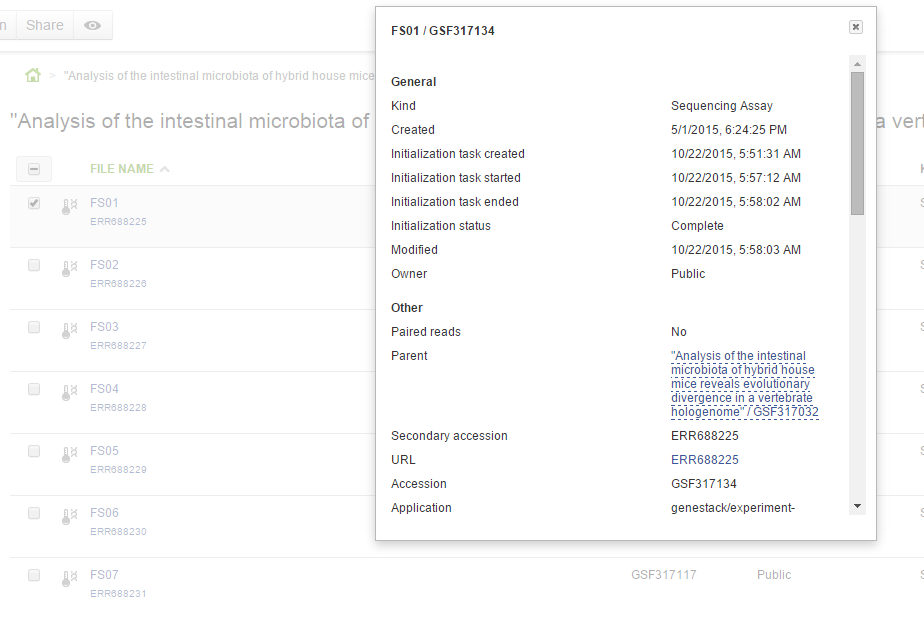 n Share
> "Analysis of the intestinal microbiota of hybrid house mice
"Analysis of the intestinal microbiota of
a vert
FILE NAME
FS01
ERR688225
FS02
ERR688226
FS03
ERR688227
FS04
ERR688228
FS05
ERR688229
FS06
ERR688230
FS07 GSF317117 Public
ERR688231
FS01 / GSF317134
General
Kind Sequencing Assay
Created 5/1/2015, 6:24:25 PM
Initialization task created 10/22/2015, 5:51:31 AM
Initialization task started 10/22/2015, 5:57:12 AM
Initialization task ended 10/22/2015, 5:58:02 AM
Initialization status Complete
Modified 10/22/2015, 5:58:03 AM
Owner Public
Other
Paired reads No
Parent "Analysis of the intestinal
microbiota of hybrid house
mice reveals evolutionary
divergence in a vertebrate
hologenome" / GSF317032
Secondary accession ERR688225
URL ERR688225
Accession GSF317134
Application genestack/experiment-